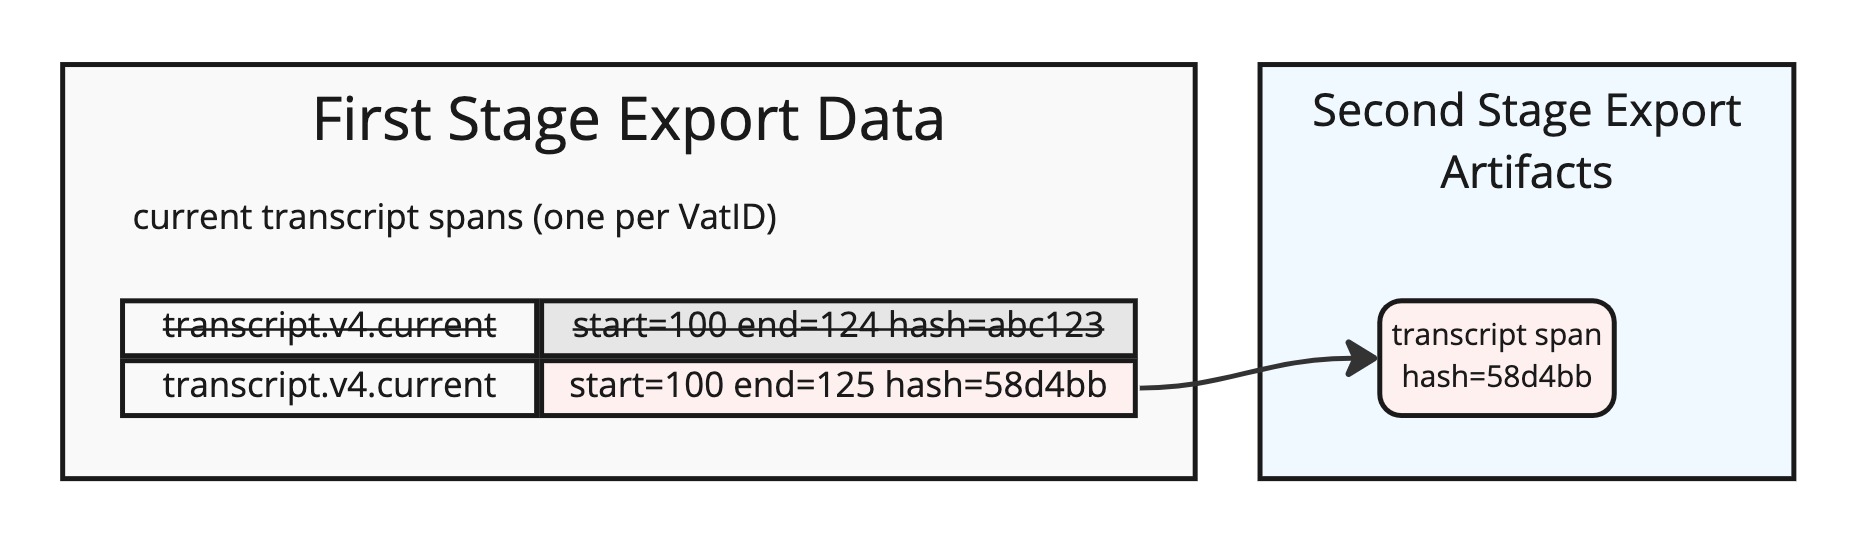 First Stage Export Data
current transcript spans (one per VatID)
transcript.v4.current start=100 end=124 hash=abc123
transcript.v4.current start=100 end=125 hash=58d4bb
Second Stage Export
Artifacts
transcript span
hash=58d4bb